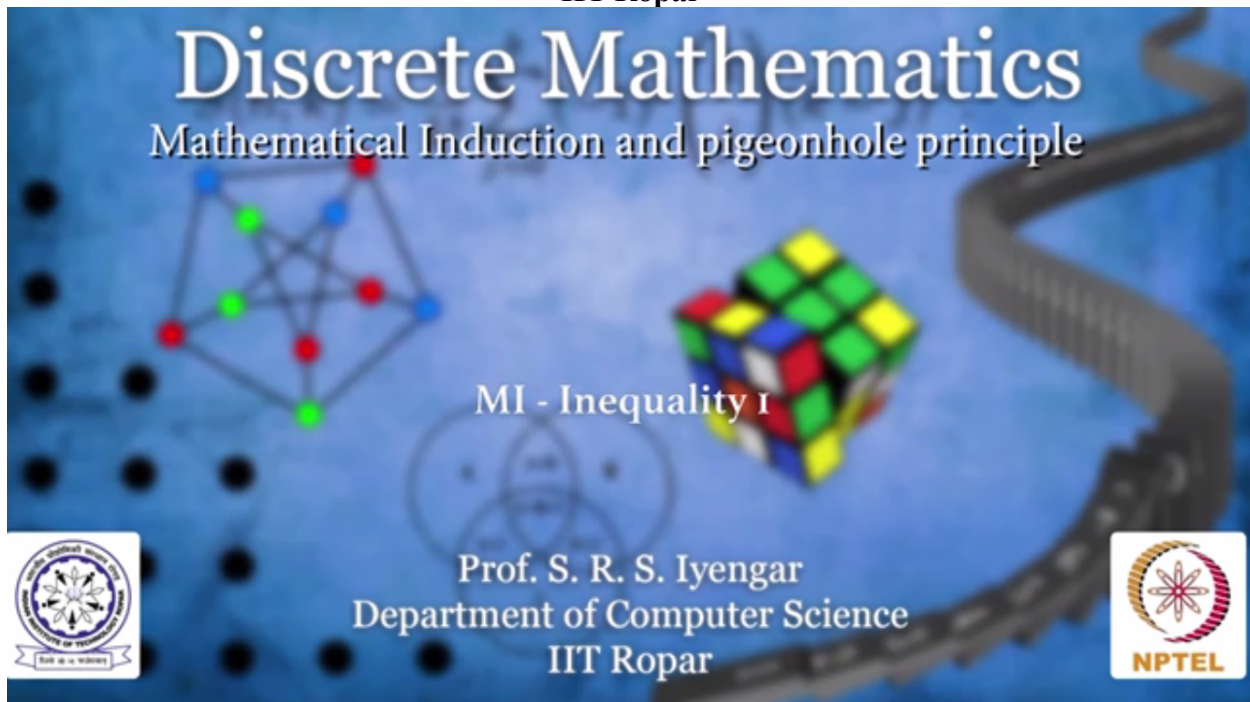 Discrete Mathematics
Mathematical Induction and pigeonhole principle
MI - Inequality 1
Prof. S. R. S. Iyengar
Department of Computer Science
IIT Ropar
NPTEL